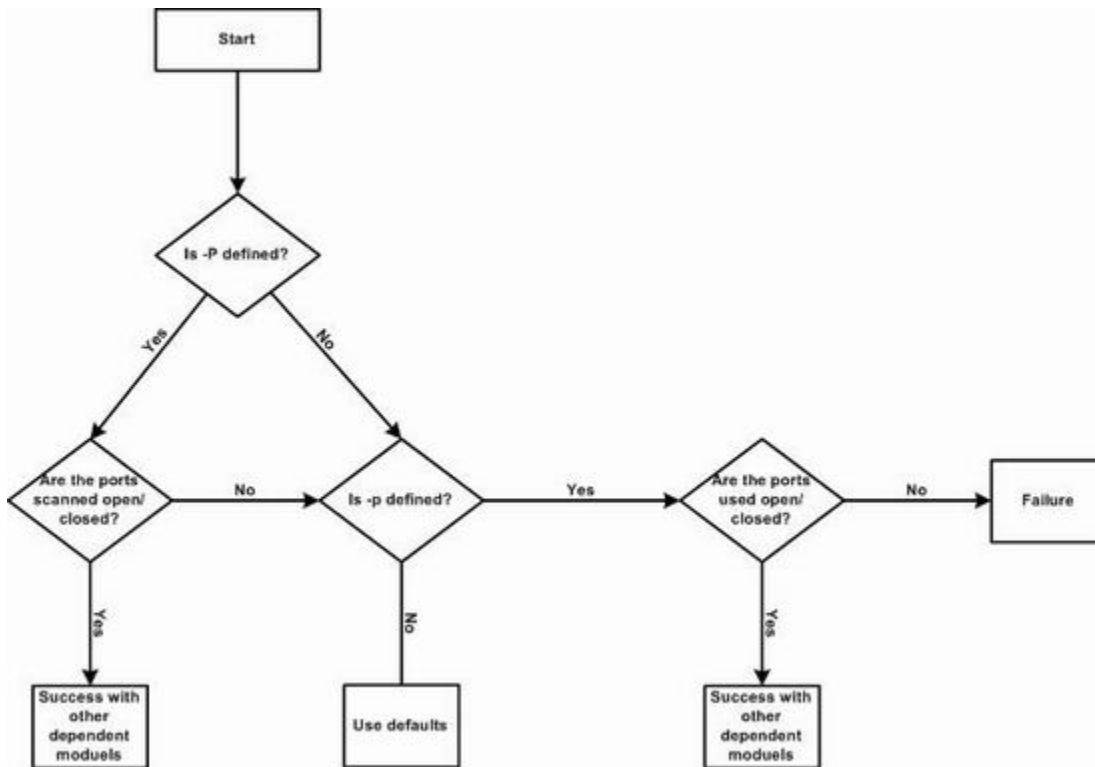 Start
Is -P defined?
Yes
No
Are the ports
scanned open/
closed?
No
Is -p defined?
Yes
Are the ports
used open/
closed?
No
Failure
Yes
No
Yes
Success with
other
dependent
moduels
Use defaults
Success with
other
dependent
moduels